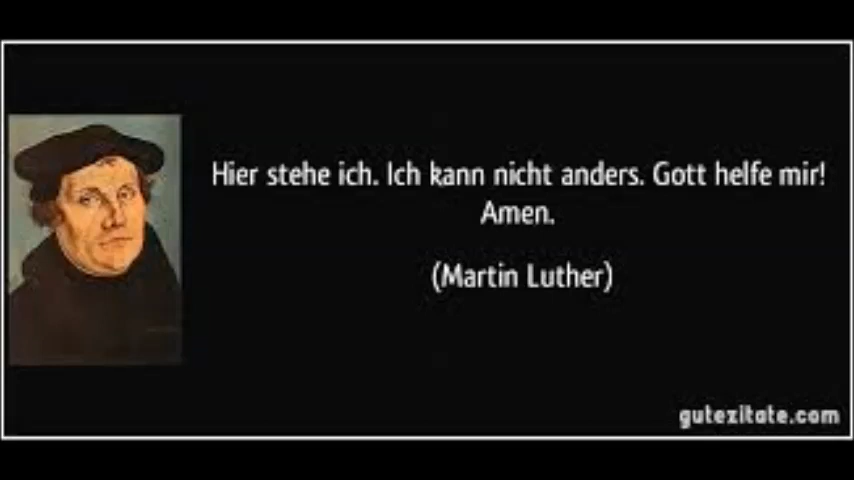 Hier stehe ich. Ich kann nicht anders. Gott helfe mir!
Amen.
(Martin Luther)
gutezitate.com